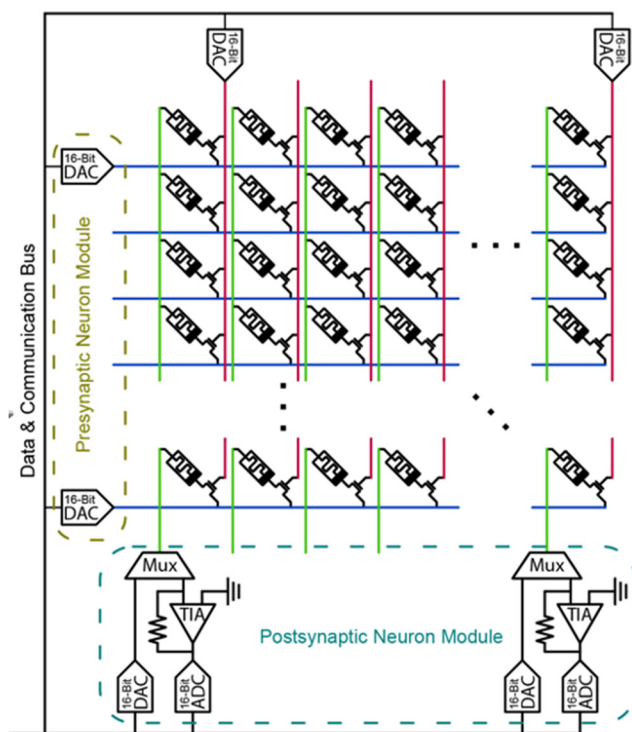 16-Bit
DAC
16-Bit
DAC
16-Bit
DAC
Data & Communication Bus
Presynaptic Neuron Module
16-Bit
DAC
Mux
Mux
TIA
TIA
Postsynaptic Neuron Module
16-Bit
DAC
16-Bit
ADC
16-Bit
DAC
16-Bit
ADC